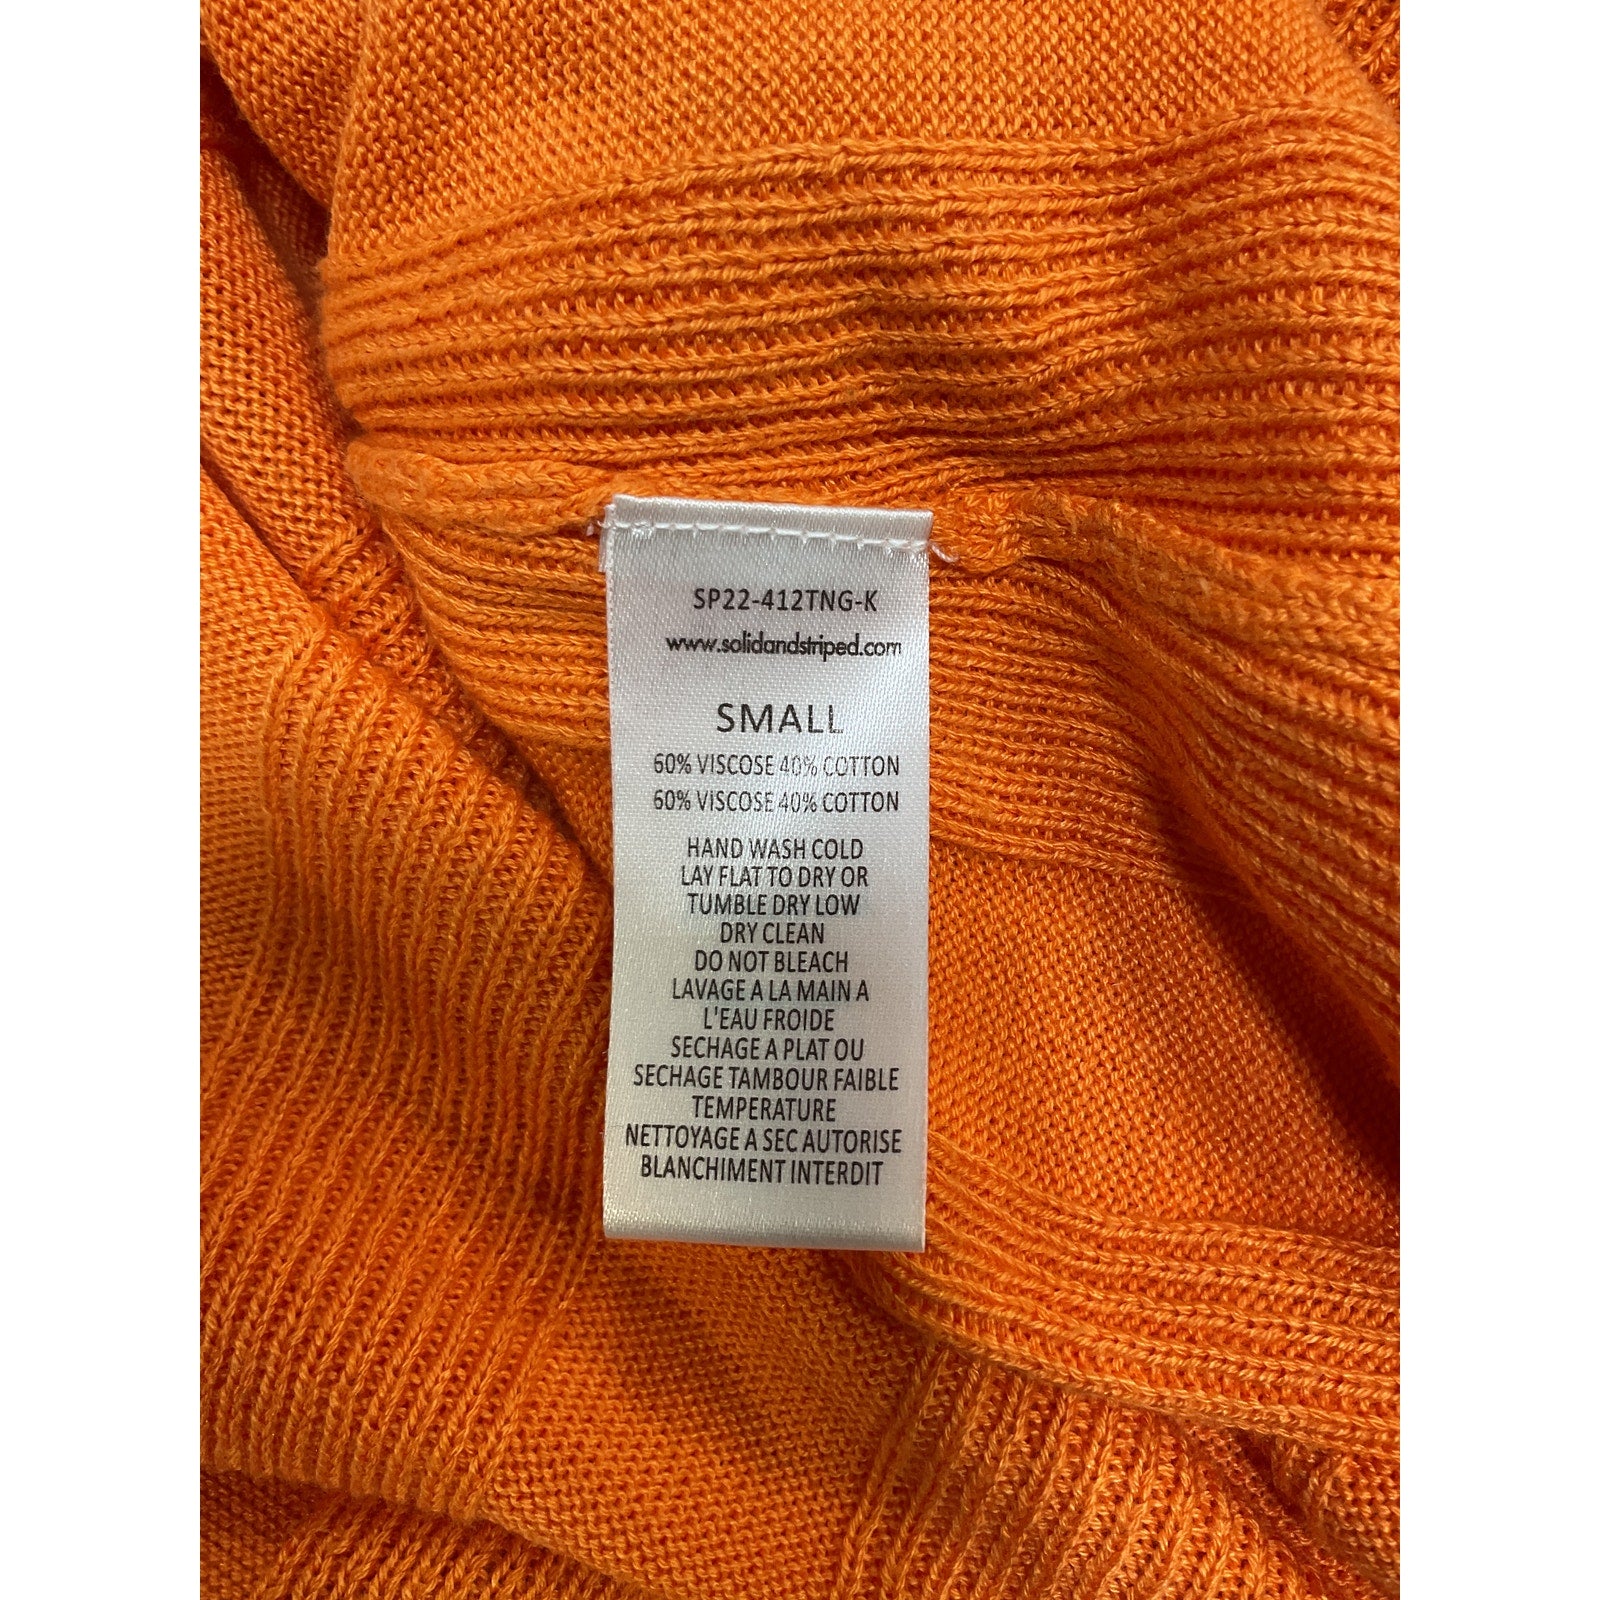 SP22-412TNG-K
www.solidandstriped.com
SMALL
60% VISCOSE 40% COTTON
60% VISCOSE 40% COTTON
HAND WASH COLD
LAY FLAT TO DRY OR
TUMBLE DRY LOW
DRY CLEAN
DO NOT BLEACH
LAVAGE A LA MAIN A
L'EAU FROIDE
SECHAGE A PLAT OU
SECHAGE TAMBOUR FAIBLE
TEMPERATURE
NETTOYAGE A SEC AUTORISE
BLANCHIMENT INTERDIT